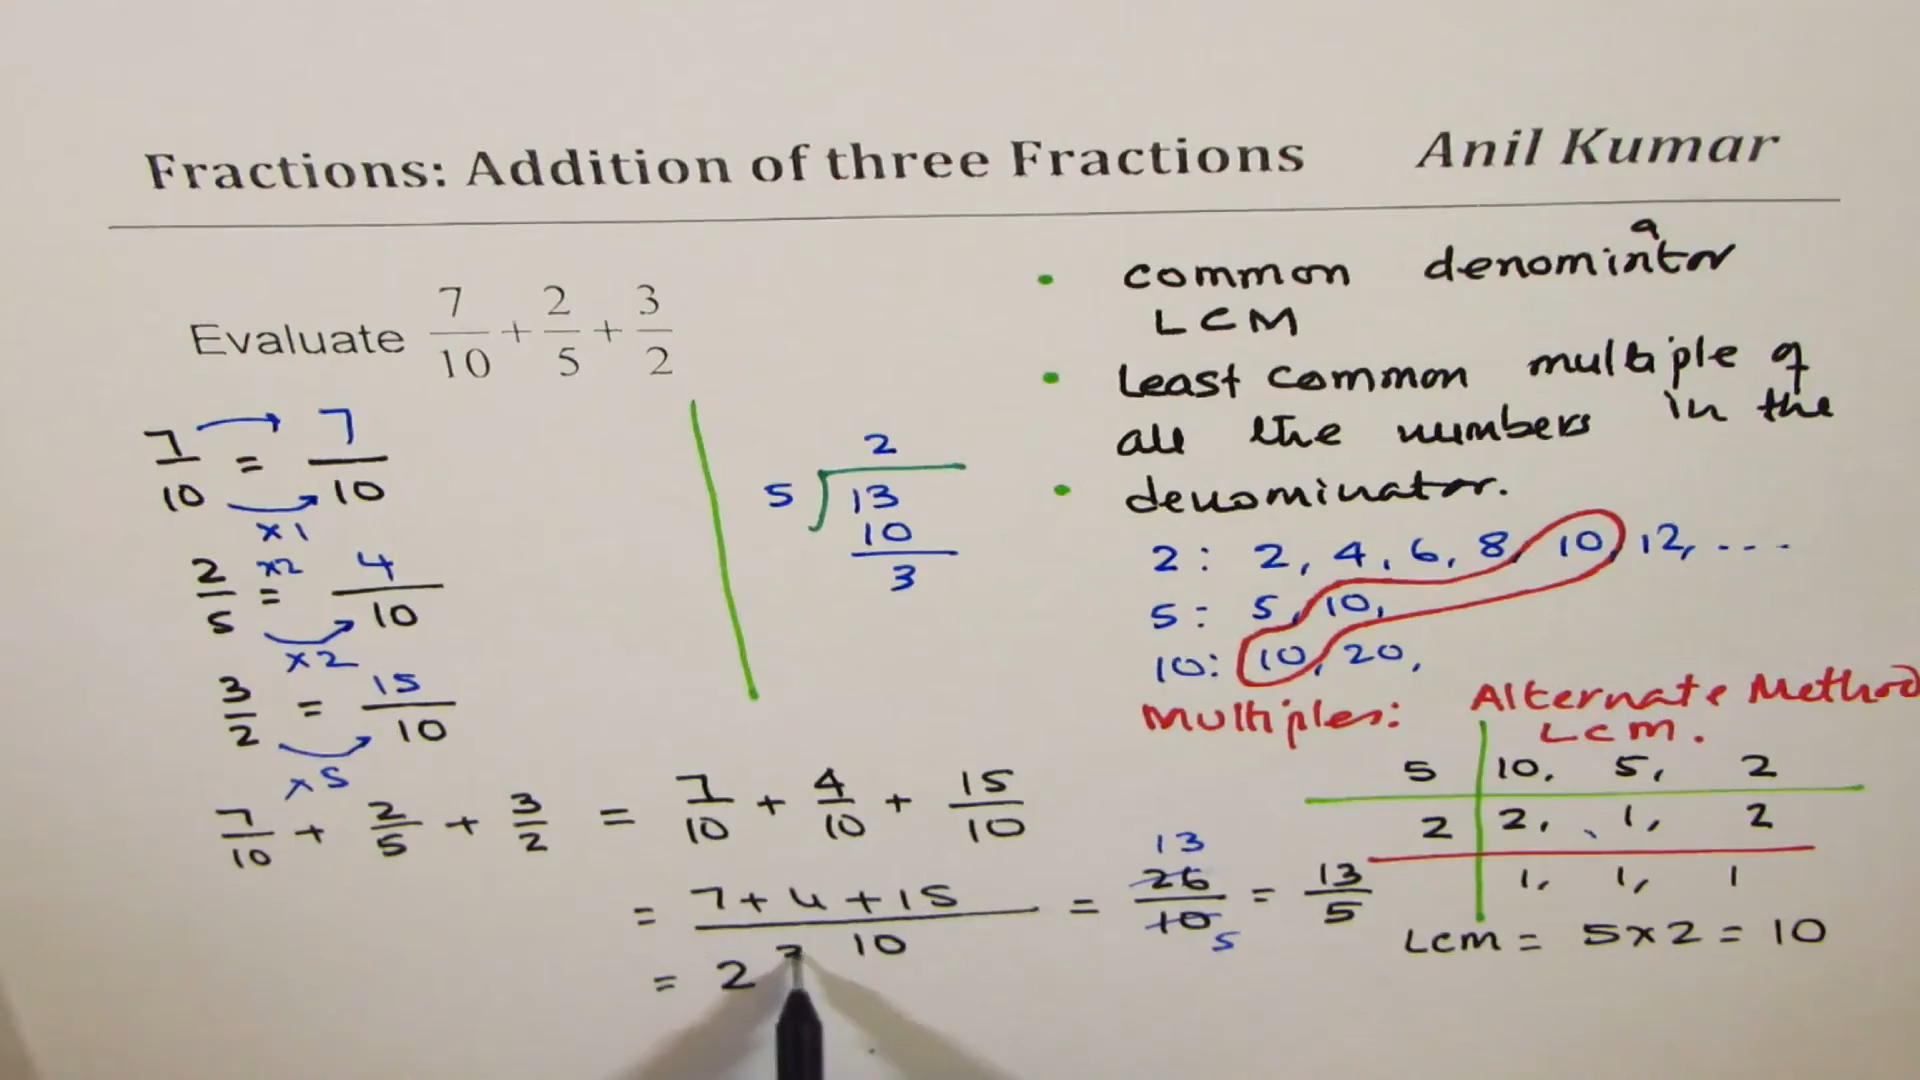 Fractions: Addition of three Fractions Anil Kumar
Evaluate 7/10 + 2/5 + 3/2
7/10 = 7/10
×1
2/5 = 4/10
×2
×2
3/2 = 15/10
×5
2
5 13
10
3
• common denominator
LCM
• Least common multiple of
all the numbers in the
• denominator.
2: 2, 4, 6, 8, 10, 12, ...
5: 5, 10,
10: 10, 20,
Multiples:
Alternate Method
LCM.
5 | 10, 5, 2
2 | 2, 1, 2
1, 1, 1
LCM = 5×2 = 10
7/10 + 2/5 + 3/2 = 7/10 + 4/10 + 15/10
13
= 7+4+15/10 = 26/10 = 13/5
5
= 2